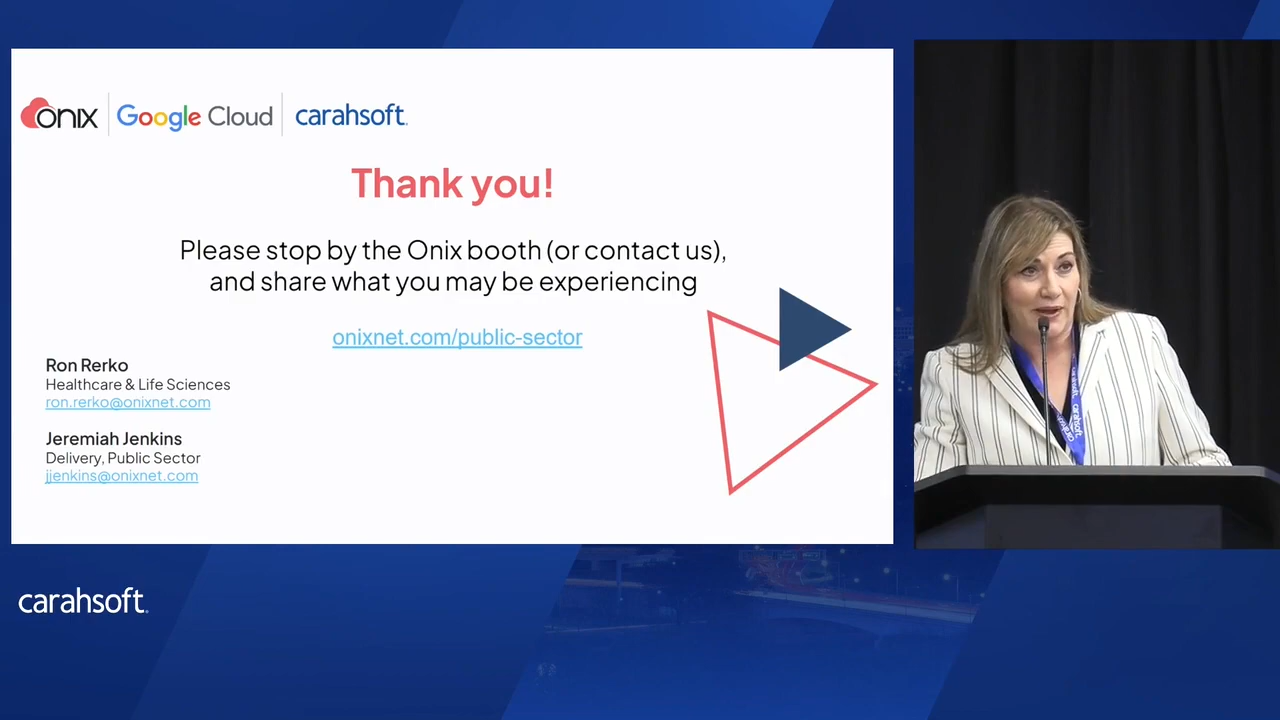 onix
Google Cloud
carahsoft.
Thank you!
Please stop by the Onix booth (or contact us),
and share what you may be experiencing
onixnet.com/public-sector
Ron Rerko
Healthcare & Life Sciences
ron.rerko@onixnet.com
Jeremiah Jenkins
Delivery, Public Sector
jjenkins@onixnet.com
carahsoft.
carahsoft.
carahsoft